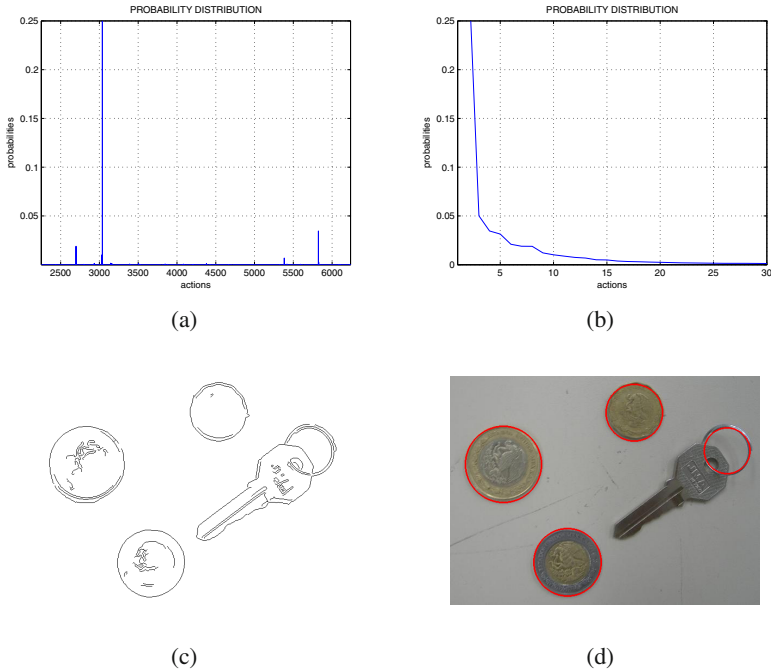 PROBABILITY DISTRIBUTION
0.25
0.2
0.15
0.1
0.05
probabilities
2500 3000 3500 4000 4500 5000 5500 6000
actions
(a)
PROBABILITY DISTRIBUTION
0.25
0.2
0.15
0.1
0.05
0
probabilities
5 10 15 20 25 30
actions
(b)
(c)
(d)